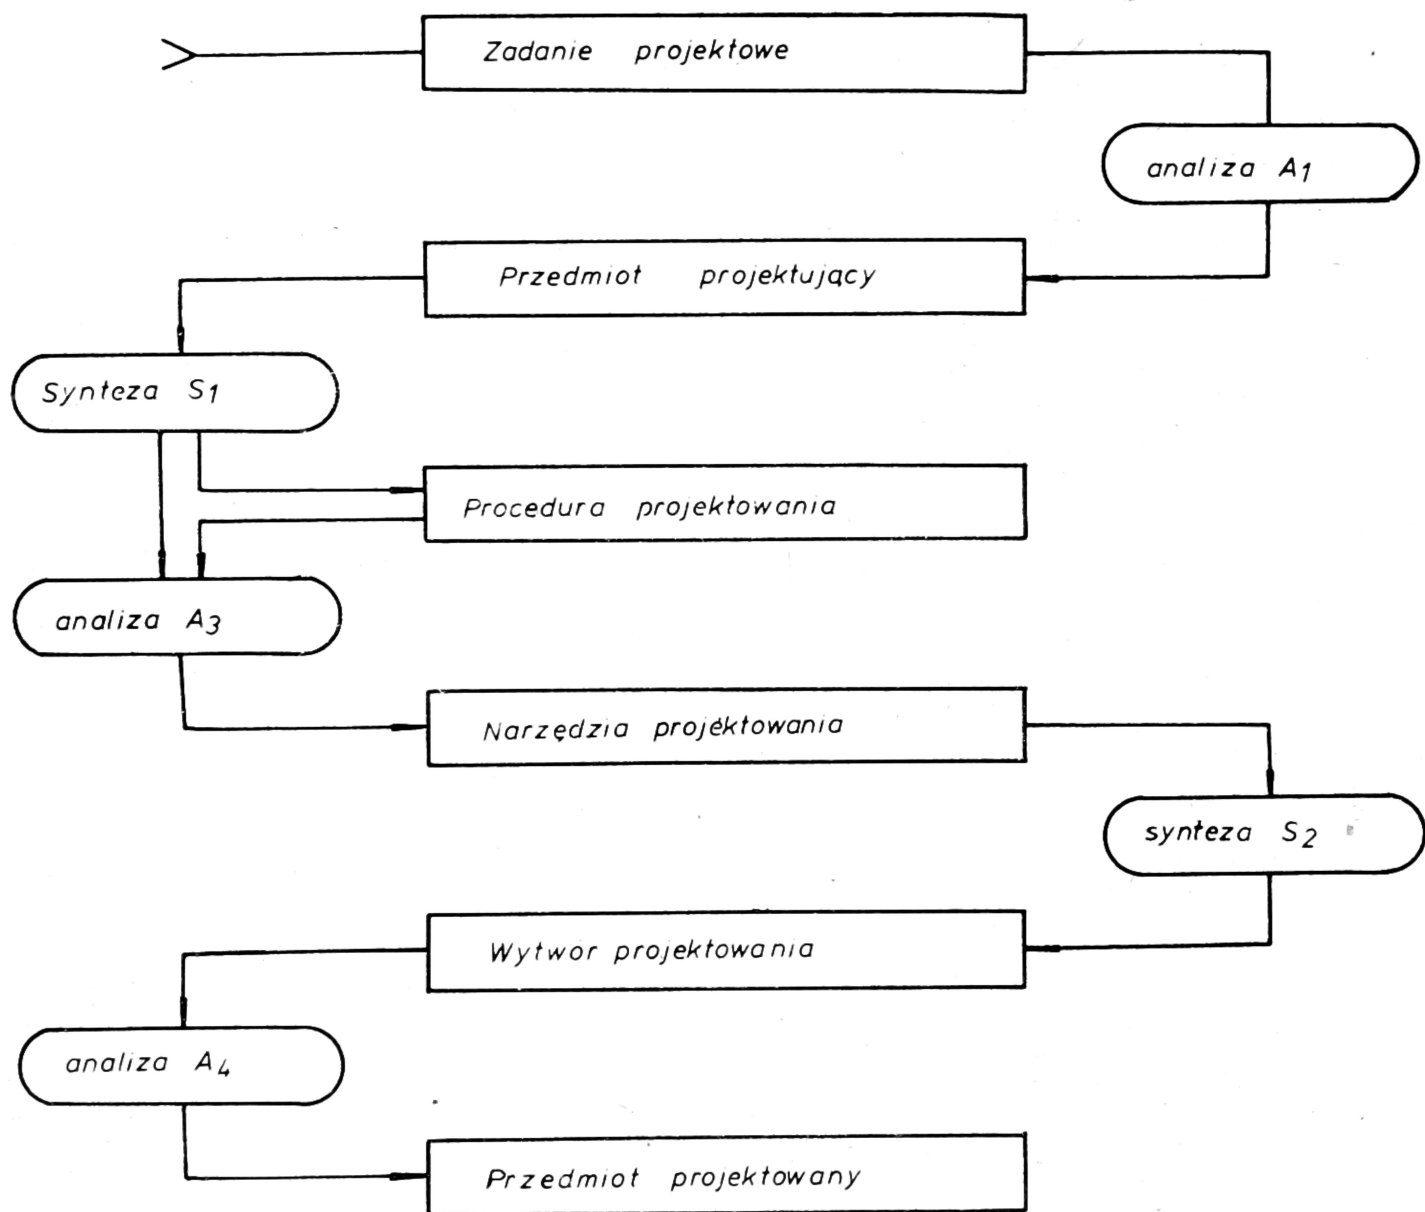 Zadanie projektowe
analiza A1
Przedmiot projektujący
Synteza S1
Procedura projektowania
analiza A3
Narzędzia projektowania
synteza S2
Wytwór projektowania
analiza A4
Przedmiot projektowany